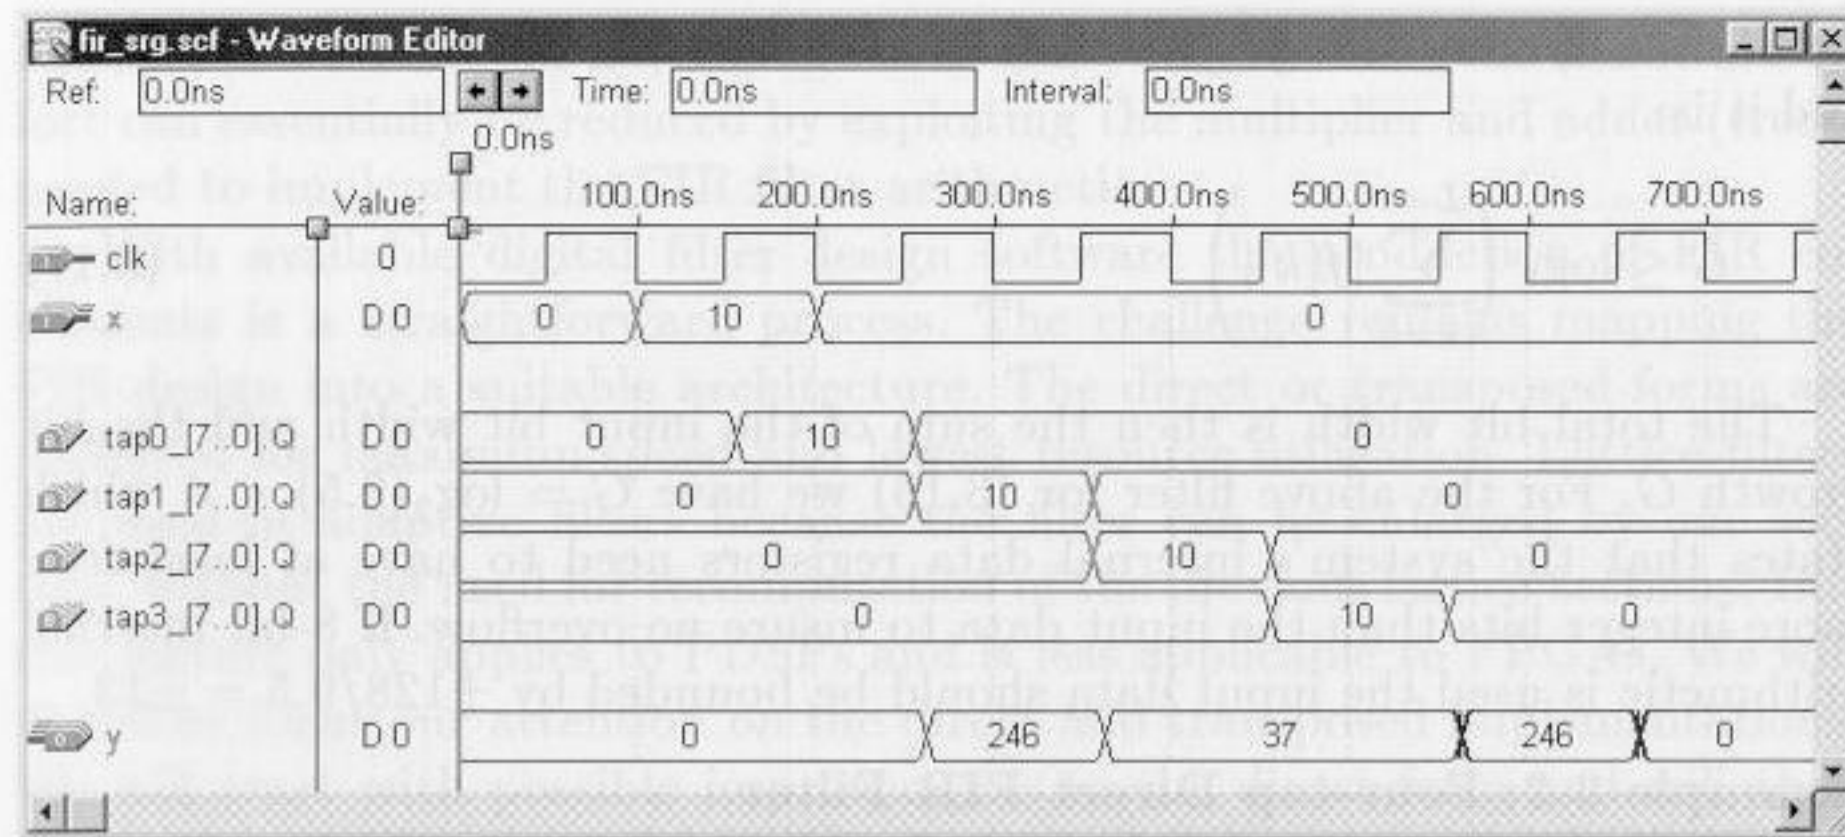 fir_srg.scf - Waveform Editor
Ref: 0.0ns Time: 0.0ns Interval: 0.0ns
0.0ns
Name: Value: 100.0ns 200.0ns 300.0ns 400.0ns 500.0ns 600.0ns 700.0ns
clk 0
x D 0 0 10 0
tap0_[7..0].Q D 0 0 10 0
tap1_[7..0].Q D 0 0 10 0
tap2_[7..0].Q D 0 0 10 0
tap3_[7..0].Q D 0 0 10 0
y D 0 0 246 37 246 0